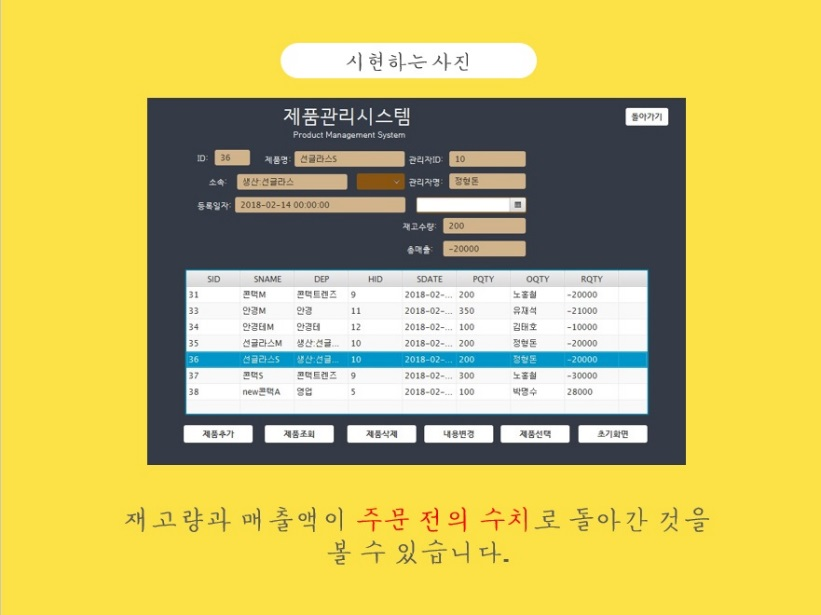 시현하는사진
제품관리시스템
돌아가기
Product Management System
ID: 36 제품명: 선글라스S 관리자ID: 10
소속: 생산:선글라스 관리자명: 정형돈
등록일자: 2018-02-14 00:00:00
재고수량: 200
총매출: -20000
SID SNAME DEP HID SDATE PQTY OQTY RQTY
31 콘택M 콘택트렌즈 9 2018-02-... 200 노홍철 -20000
33 안경M 안경 11 2018-02-... 350 유재석 -21000
34 안경테M 안경테 12 2018-02-... 100 김태호 -10000
35 선글라스M 생산:선글... 10 2018-02-... 200 정형돈 -20000
36 선글라스S 생산:선글... 10 2018-02-... 200 정형돈 -20000
37 콘택S 콘택트렌즈 9 2018-02-... 300 노홍철 -30000
38 new콘택A 영업 5 2018-02-... 100 박명수 28000
제품추가 제품조회 제품삭제 내용변경 제품선택 초기화면
재고량과 매출액이 주문 전의 수치로 돌아간 것을
볼 수 있습니다.